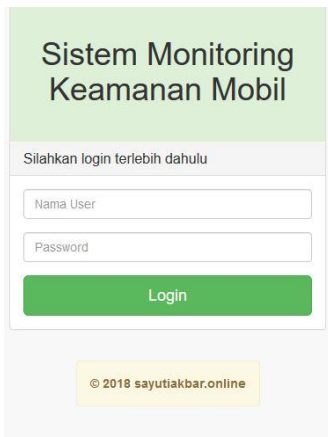 Sistem Monitoring
Keamanan Mobil
Silahkan login terlebih dahulu
Nama User
Password
Login
© 2018 sayutiakbar.online